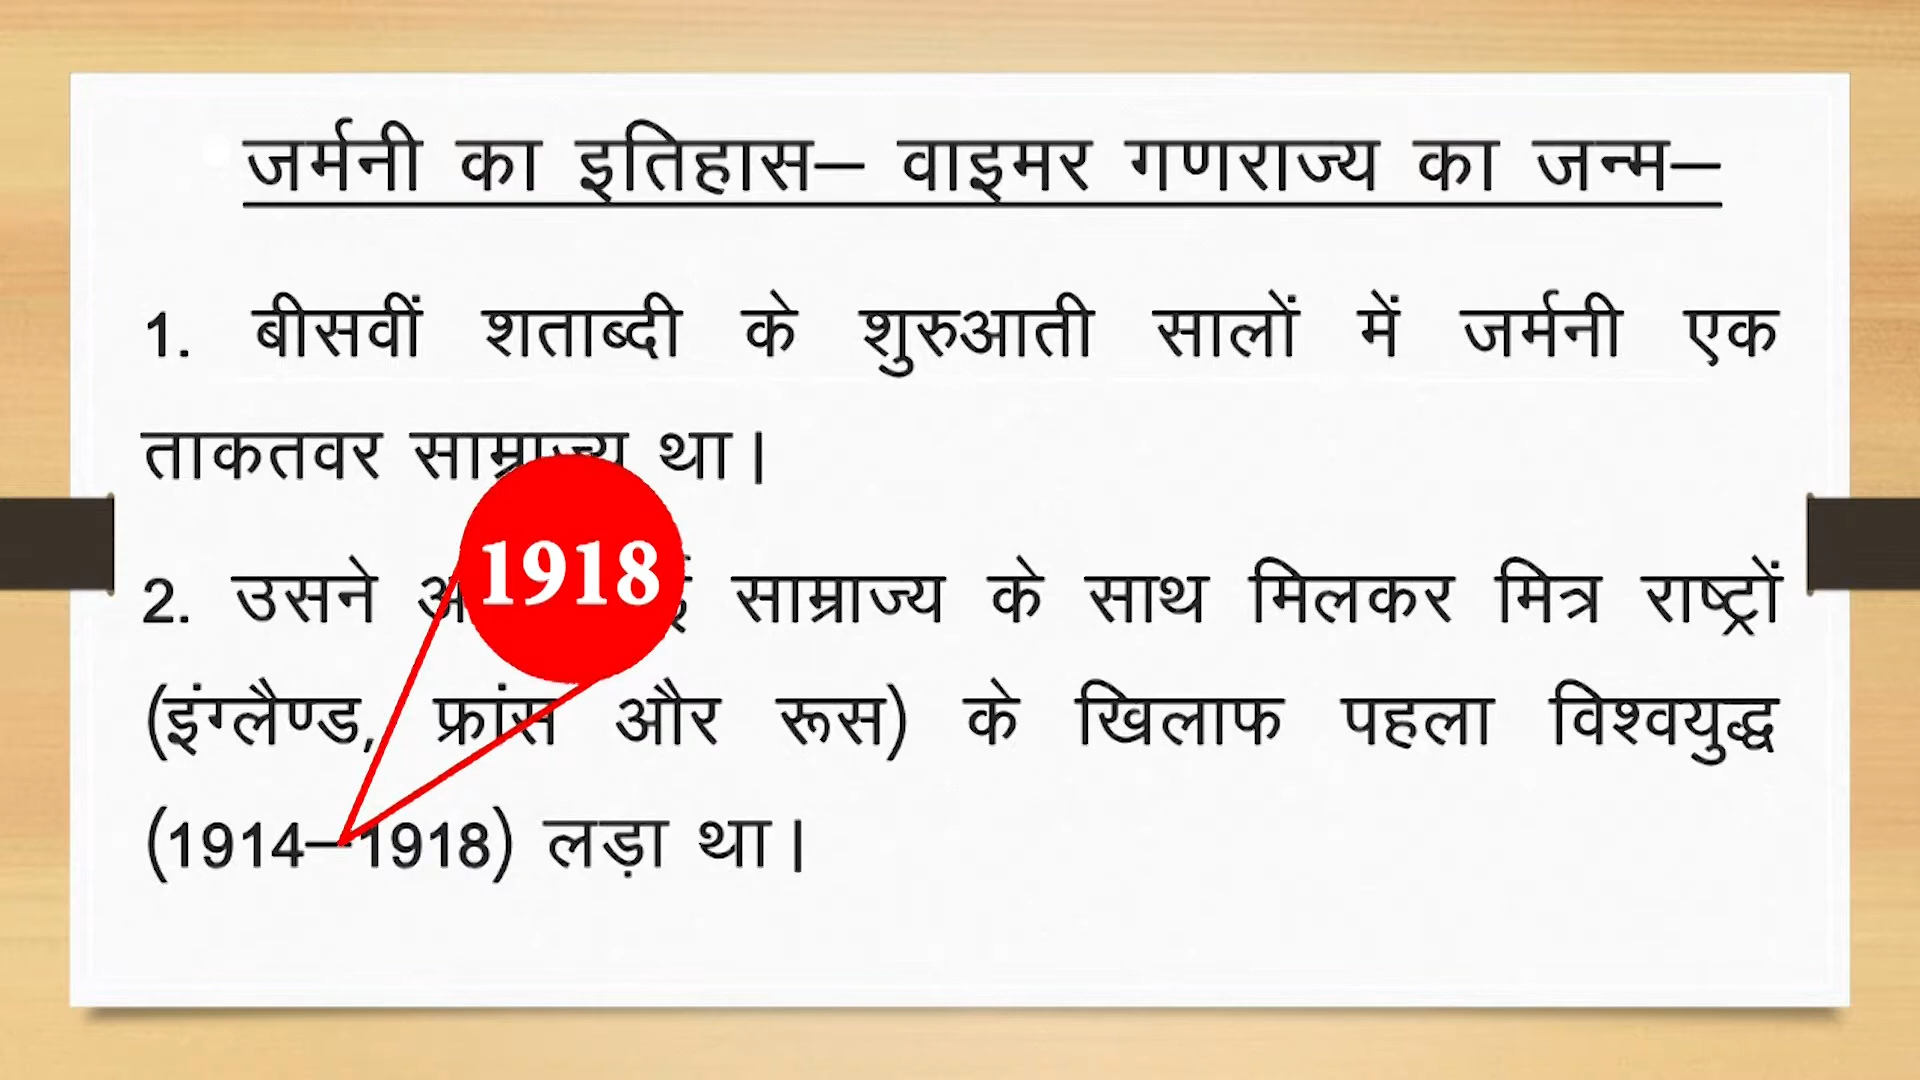 जर्मनी का इतिहास– वाइमर गणराज्य का जन्म–
1. बीसवीं शताब्दी के शुरुआती सालों में जर्मनी एक
ताकतवर साम्राज्य था।
1918
2. उसने साम्राज्य के साथ मिलकर मित्र राष्ट्रों
(इंग्लैण्ड, फ्रांस और रूस) के खिलाफ पहला विश्वयुद्ध
(1914–1918) लड़ा था।